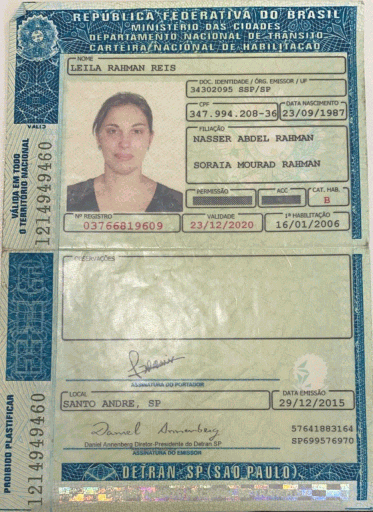 REPÚBLICA FEDERATIVA DO BRASIL
MINISTÉRIO DAS CIDADES
DEPARTAMENTO NACIONAL DE TRÂNSITO
CARTEIRA NACIONAL DE HABILITAÇÃO
NOME
LEILA RAHMAN REIS
DOC. IDENTIDADE / ÓRG. EMISSOR / UF
34302095 SSP/SP
CPF
DATA NASCIMENTO
347.994.208-36
23/09/1987
FILIAÇÃO
NASSER ABDEL RAHMAN
SORAIA MOURAD RAHMAN
PERMISSÃO
ACC
CAT. HAB.
B
Nº REGISTRO
VALIDADE
1ª HABILITAÇÃO
03766819609
23/12/2020
16/01/2006
VÁLIDA EM TODO
O TERRITÓRIO NACIONAL
1214949460
OBSERVAÇÕES
ASSINATURA DO PORTADOR
LOCAL
DATA EMISSÃO
SANTO ANDRE, SP
29/12/2015
Daniel Annenberg
Daniel Annenberg Diretor-Presidente do Detran SP
ASSINATURA DO EMISSOR
57641883164
SP699576970
PROIBIDO PLASTIFICAR
1214949460
DETRAN-SP (SAO PAULO)